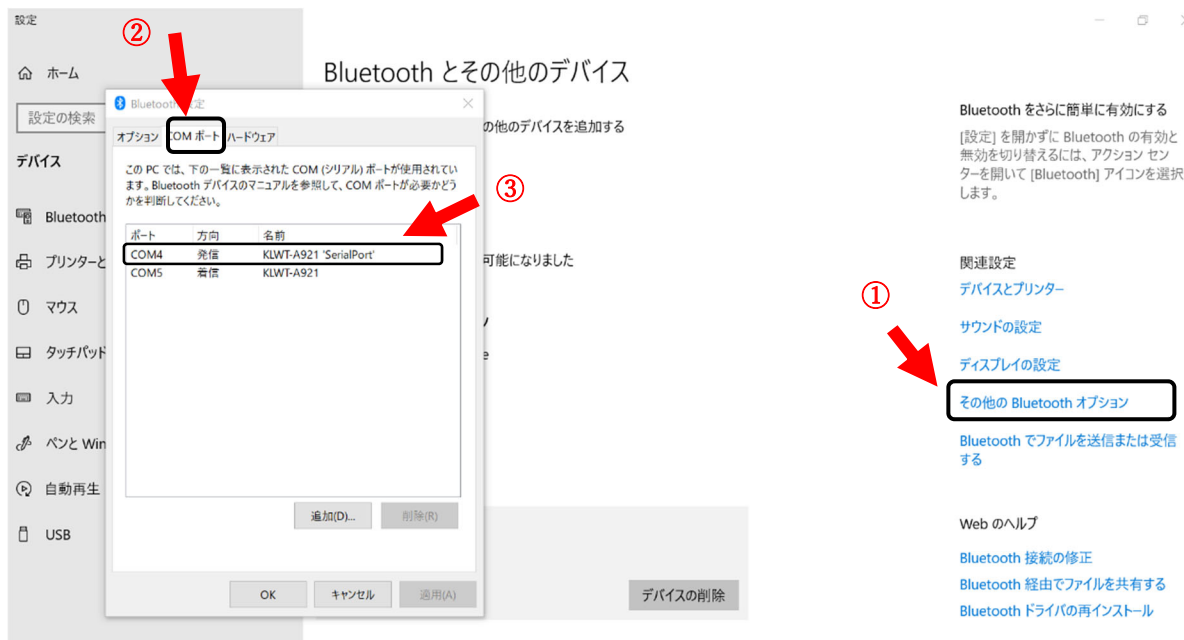 設定
②
ホーム
Bluetooth とその他のデバイス
設定の検索
Bluetooth 設定
オプション COM ポート ハードウェア
の他のデバイスを追加する
デバイス
この PC では、下の一覧に表示された COM (シリアル) ポートが使用されてい
ます。Bluetooth デバイスのマニュアルを参照して、COM ポートが必要かどう
かを判断してください。
③
Bluetooth
ポート 方向 名前
COM4 発信 KLWT-A921 'SerialPort'
COM5 着信 KLWT-A921
プリンターと
可能になりました
マウス
タッチパッド
入力
ペンと Win
自動再生
USB
追加(D)... 削除(R)
OK キャンセル 適用(A)
デバイスの削除
Bluetooth をさらに簡単に有効にする
[設定] を開かずに Bluetooth の有効と
無効を切り替えるには、アクション セン
ターを開いて [Bluetooth] アイコンを選択
します。
関連設定
①
デバイスとプリンター
サウンドの設定
ディスプレイの設定
その他の Bluetooth オプション
Bluetooth でファイルを送信または受信
する
Web のヘルプ
Bluetooth 接続の修正
Bluetooth 経由でファイルを共有する
Bluetooth ドライバの再インストール